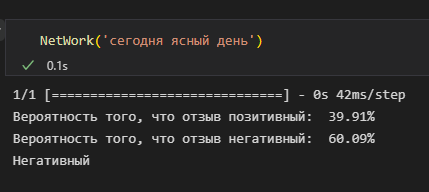 NetWork('сегодня ясный день')
0.1s
1/1 [==============================] - 0s 42ms/step
Вероятность того, что отзыв позитивный:  39.91%
Вероятность того, что отзыв негативный:  60.09%
Негативный